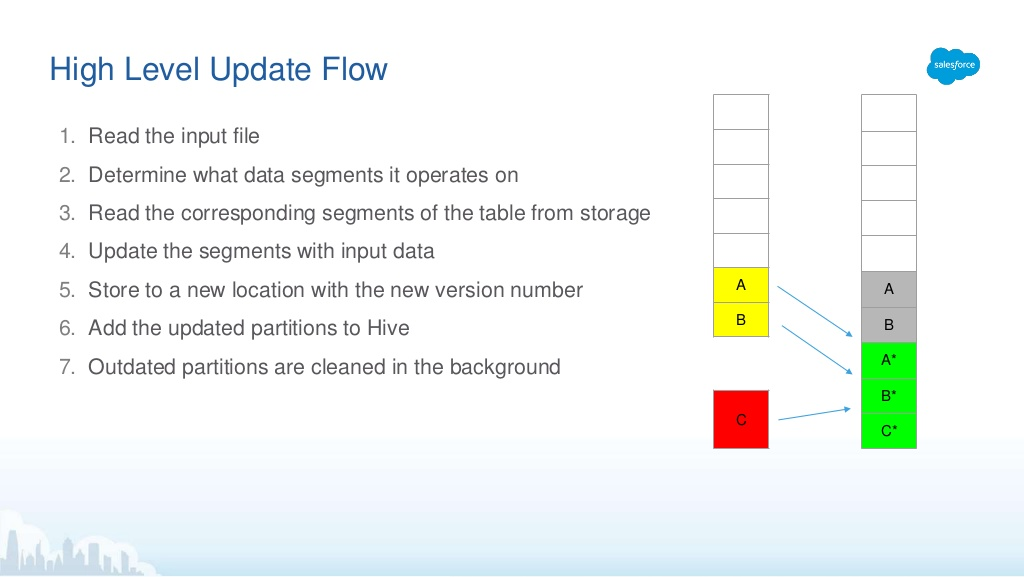 High Level Update Flow
salesforce
1. Read the input file
2. Determine what data segments it operates on
3. Read the corresponding segments of the table from storage
4. Update the segments with input data
5. Store to a new location with the new version number
6. Add the updated partitions to Hive
7. Outdated partitions are cleaned in the background
A
B
C
A
B
A*
B*
C*